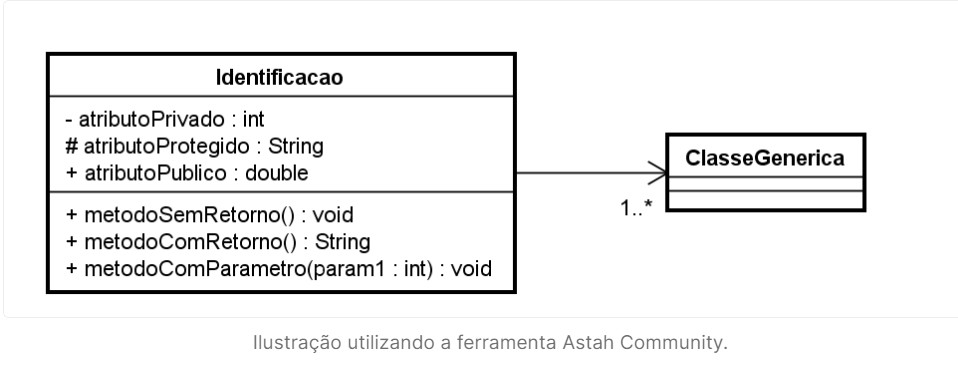 Identificacao
- atributoPrivado : int
# atributoProtegido : String
+ atributoPublico : double
+ metodoSemRetorno() : void
+ metodoComRetorno() : String
+ metodoComParametro(param1 : int) : void
ClasseGenerica
1..*
Ilustração utilizando a ferramenta Astah Community.